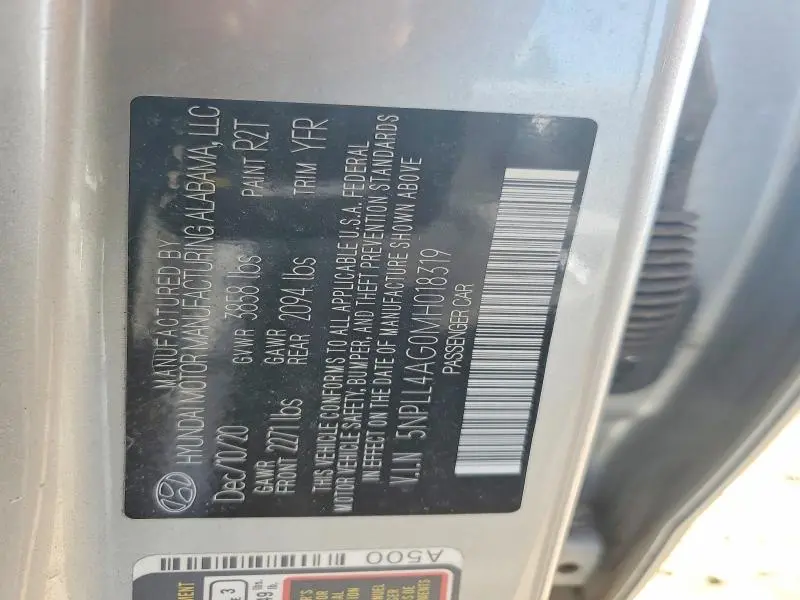 MANUFACTURED BY
HYUNDAI MOTOR MANUFACTURING ALABAMA, LLC
Dec/10/20 GVWR 3858 lbs PAINT R2T
GAWR FRONT 2271 lbs GAWR REAR 2094 lbs TRIM YFR
THIS VEHICLE CONFORMS TO ALL APPLICABLE U.S.A. FEDERAL
MOTOR VEHICLE SAFETY, BUMPER, AND THEFT PREVENTION STANDARDS
IN EFFECT ON THE DATE OF MANUFACTURE SHOWN ABOVE
V.I.N 5NPLL4AG0MH018319
PASSENGER CAR
A500